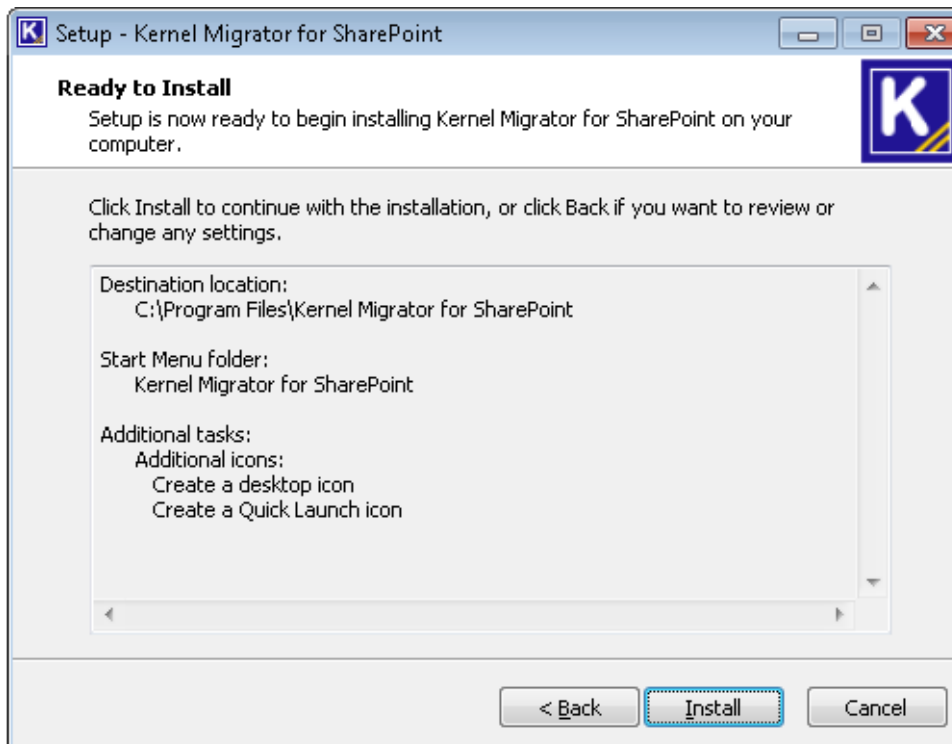 Setup - Kernel Migrator for SharePoint
Ready to Install
Setup is now ready to begin installing Kernel Migrator for SharePoint on your
computer.
K
Click Install to continue with the installation, or click Back if you want to review or
change any settings.
Destination location:
C:\Program Files\Kernel Migrator for SharePoint
Start Menu folder:
Kernel Migrator for SharePoint
Additional tasks:
Additional icons:
Create a desktop icon
Create a Quick Launch icon
< Back
Install
Cancel